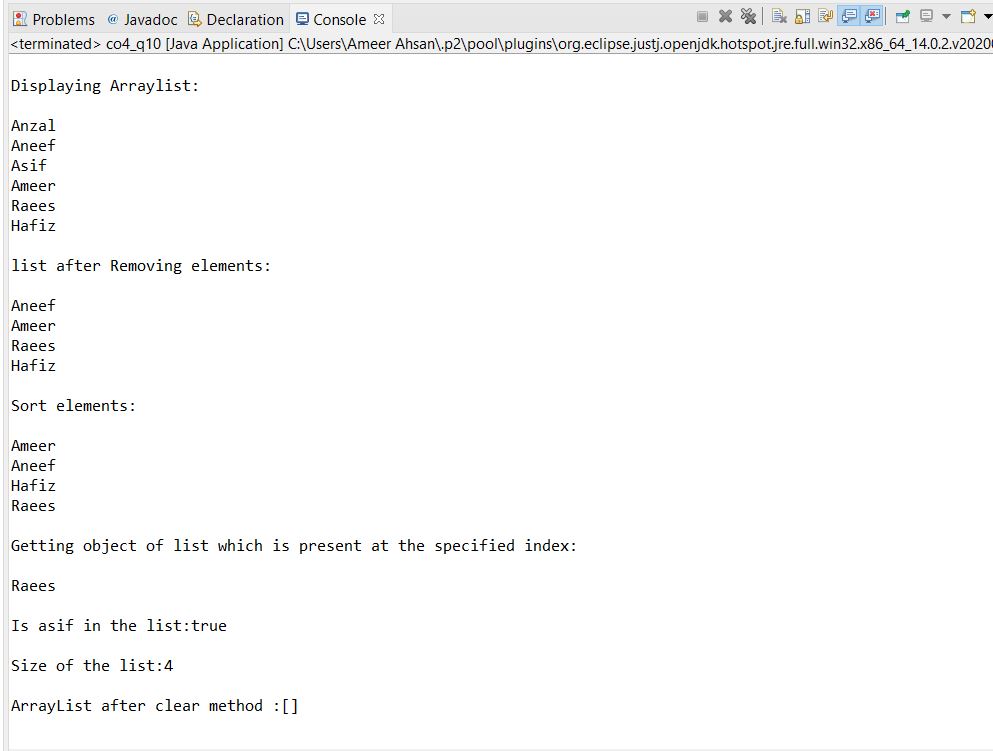 Problems @ Javadoc Declaration Console
<terminated> co4_q10 [Java Application] C:\Users\Ameer Ahsan\.p2\pool\plugins\org.eclipse.justj.openjdk.hotspot.jre.full.win32.x86_64_14.0.2.v2020
Displaying Arraylist:
Anzal
Aneef
Asif
Ameer
Raees
Hafiz
list after Removing elements:
Aneef
Ameer
Raees
Hafiz
Sort elements:
Ameer
Aneef
Hafiz
Raees
Getting object of list which is present at the specified index:
Raees
Is asif in the list:true
Size of the list:4
ArrayList after clear method :[]